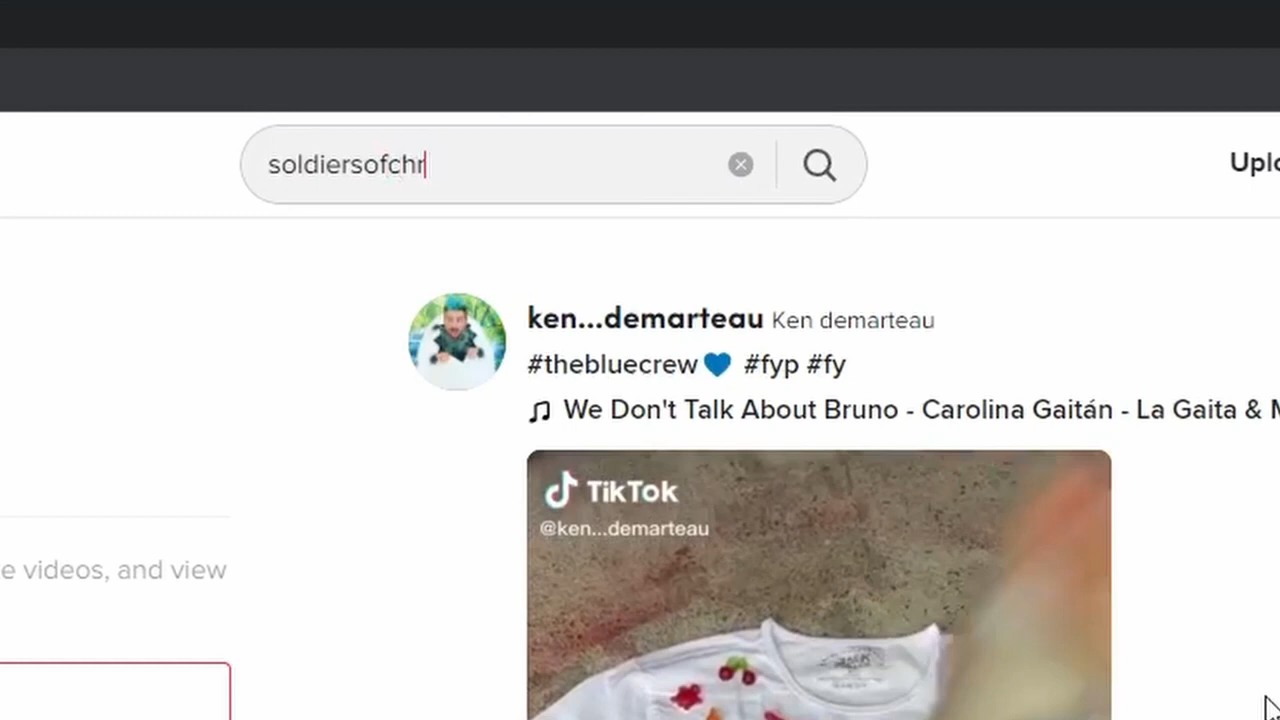 soldiersofchr
Uplo
ken...demarteau Ken demarteau
#thebluecrew💙 #fyp #fy
We Don't Talk About Bruno - Carolina Gaitán - La Gaita & M
TikTok
@ken...demarteau
e videos, and view